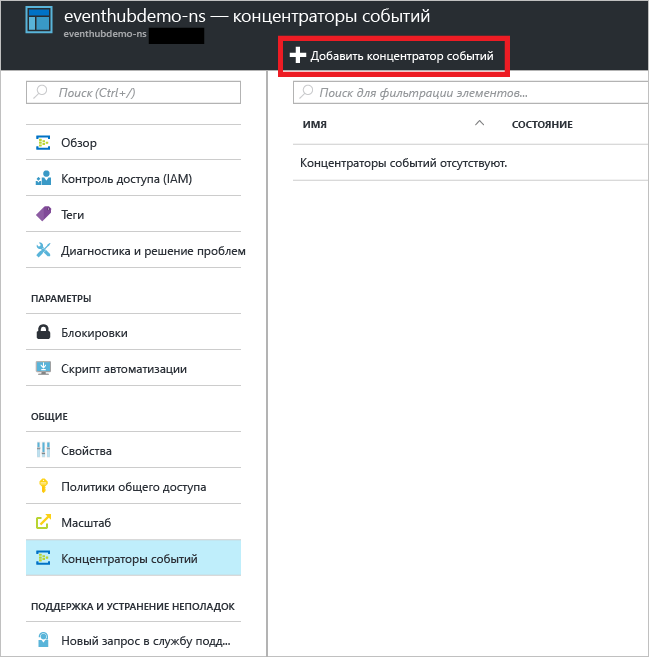 eventhubdemo-ns — концентраторы событий
eventhubdemo-ns
Добавить концентратор событий
Поиск (Ctrl+/)
Обзор
Контроль доступа (IAM)
Теги
Диагностика и решение проблем
ПАРАМЕТРЫ
Блокировки
Скрипт автоматизации
ОБЩИЕ
Свойства
Политики общего доступа
Масштаб
Концентраторы событий
ПОДДЕРЖКА И УСТРАНЕНИЕ НЕПОЛАДОК
Новый запрос в службу подд...
Поиск для фильтрации элементов...
ИМЯ СОСТОЯНИЕ
Концентраторы событий отсутствуют.